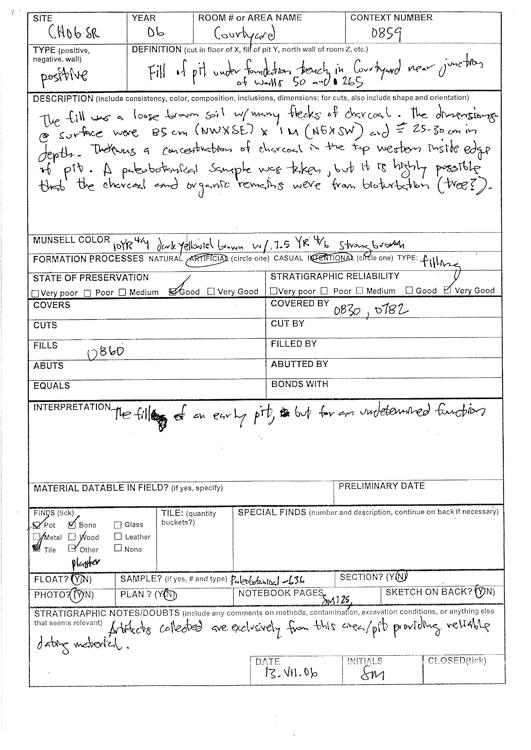 SITE YEAR ROOM # or AREA NAME CONTEXT NUMBER
CH06SR 06 Courtyard 0859
TYPE (positive, negative, wall) DEFINITION (cut in floor of X, fill of pit Y, north wall of room Z, etc.)
positive Fill of pit under foundation trench in Courtyard near junction
of walls 50 and 265
DESCRIPTION (include consistency, color, composition, inclusions, dimensions; for cuts, also include shape and orientation)
The fill was a loose brown soil w/ many flecks of charcoal. The dimensions
@ surface were 85cm (NWXSE) x 1M (NEXSW) and 25-30 cm in
depth. There was a concentration of charcoal in the top western inside edge
of pit. A paleobotanical sample was taken, but it is highly possible
that the charcoal and organic remains were from bioturbation (tree?).
MUNSELL COLOR 10YR 4/4 dark yellowish brown w/ 7.5 YR 4/6 strong brown
FORMATION PROCESSES NATURAL ARTIFICIAL (circle one) CASUAL INTENTIONAL (circle one) TYPE: filling
STATE OF PRESERVATION STRATIGRAPHIC RELIABILITY
Very poor Poor Medium Good Very Good Very poor Poor Medium Good Very Good
COVERS COVERED BY 0830, 0782
CUTS CUT BY
FILLS 0860 FILLED BY
ABUTS ABUTTED BY
EQUALS BONDS WITH
INTERPRETATION The fill of an early pit, but for an undetermined function
MATERIAL DATABLE IN FIELD? (if yes, specify) PRELIMINARY DATE
FINDS (tick) TILE: (quantity buckets?) SPECIAL FINDS (number and description, continue on back if necessary)
Pot Bone Glass
Metal Wood Leather
Tile Other None
plaster
FLOAT? (Y/N) SAMPLE? (if yes, # and type) Paleobotanical -636 SECTION? (Y/N)
PHOTO? (Y/N) PLAN? (Y/N) NOTEBOOK PAGES SM 125, SKETCH ON BACK? (Y/N)
STRATIGRAPHIC NOTES/DOUBTS (include any comments on methods, contamination, excavation conditions, or anything else
that seems relevant) Artifacts collected are exclusively from this area/pit providing reliable
dating material.
DATE INITIALS CLOSED(tick)
13.VII.06 SM